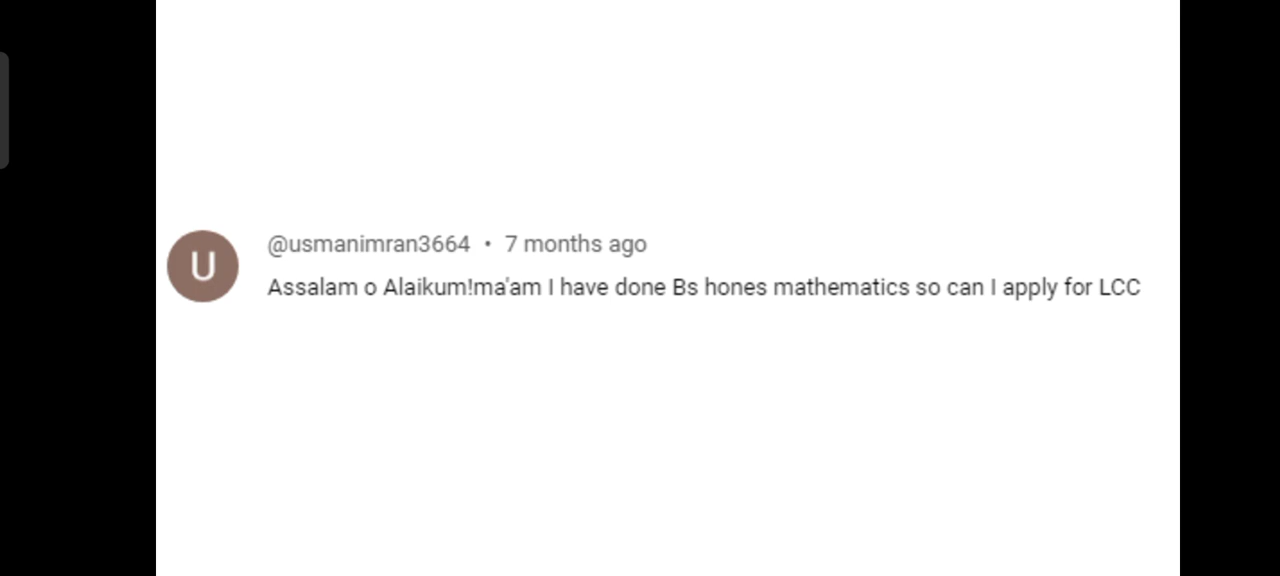 U
@usmanimran3664 • 7 months ago
Assalam o Alaikum!ma'am I have done Bs hones mathematics so can I apply for LCC